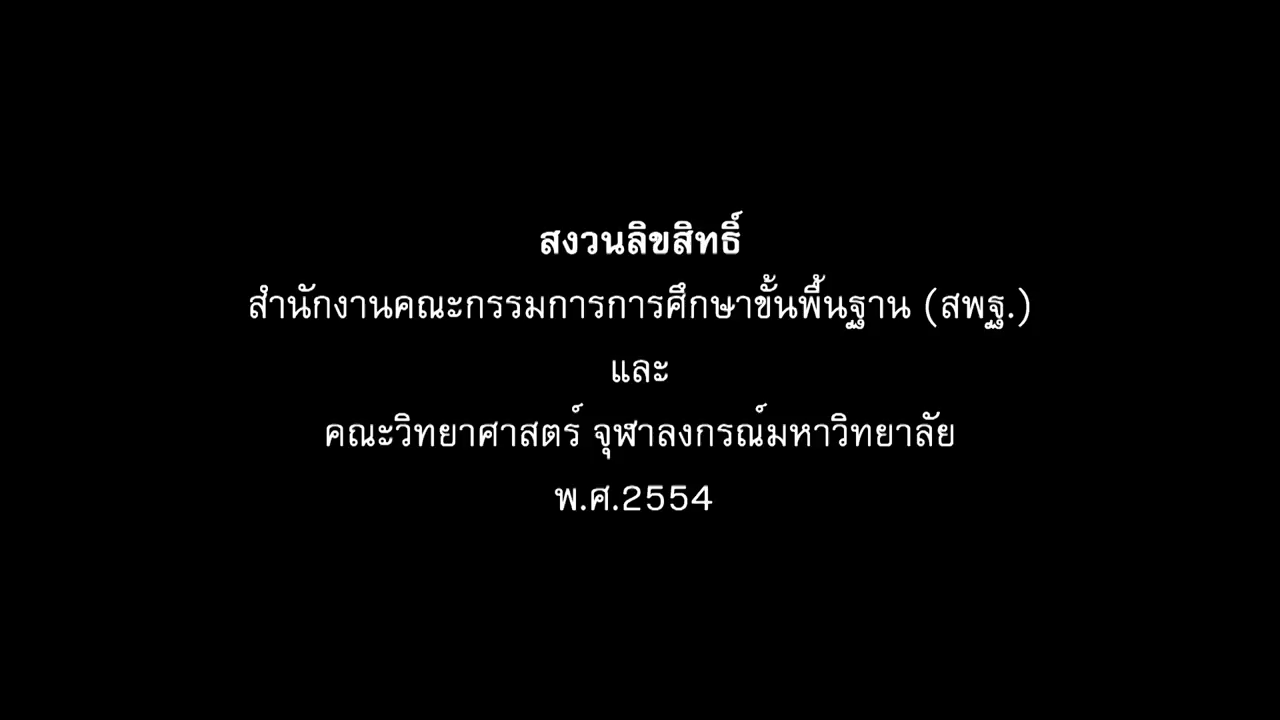 สงวนลิขสิทธิ์
สำนักงานคณะกรรมการการศึกษาขั้นพื้นฐาน (สพฐ.)
และ
คณะวิทยาศาสตร์ จุฬาลงกรณ์มหาวิทยาลัย
พ.ศ.2554